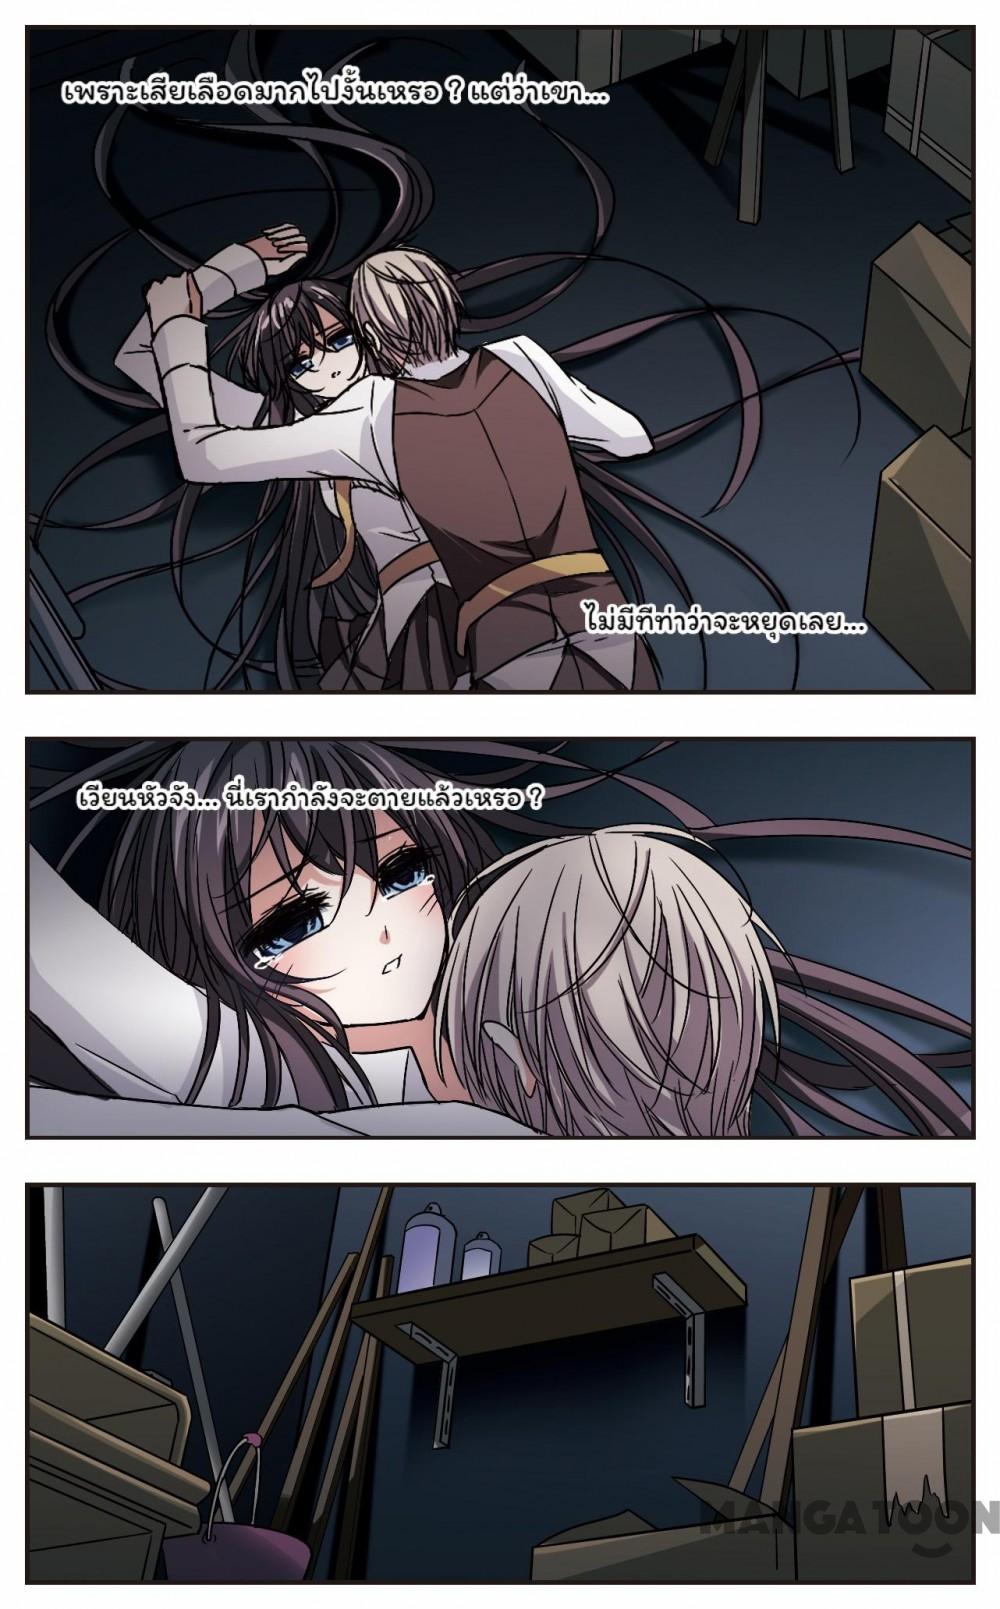 เพราะเสียเลือดมากไปงั้นเหรอ ? แต่ว่าเขา...
ไม่มีทีท่าว่าจะหยุดเลย...
เวียนหัวจัง... นี่เรากำลังจะตายแล้วเหรอ ?
MANGATOON